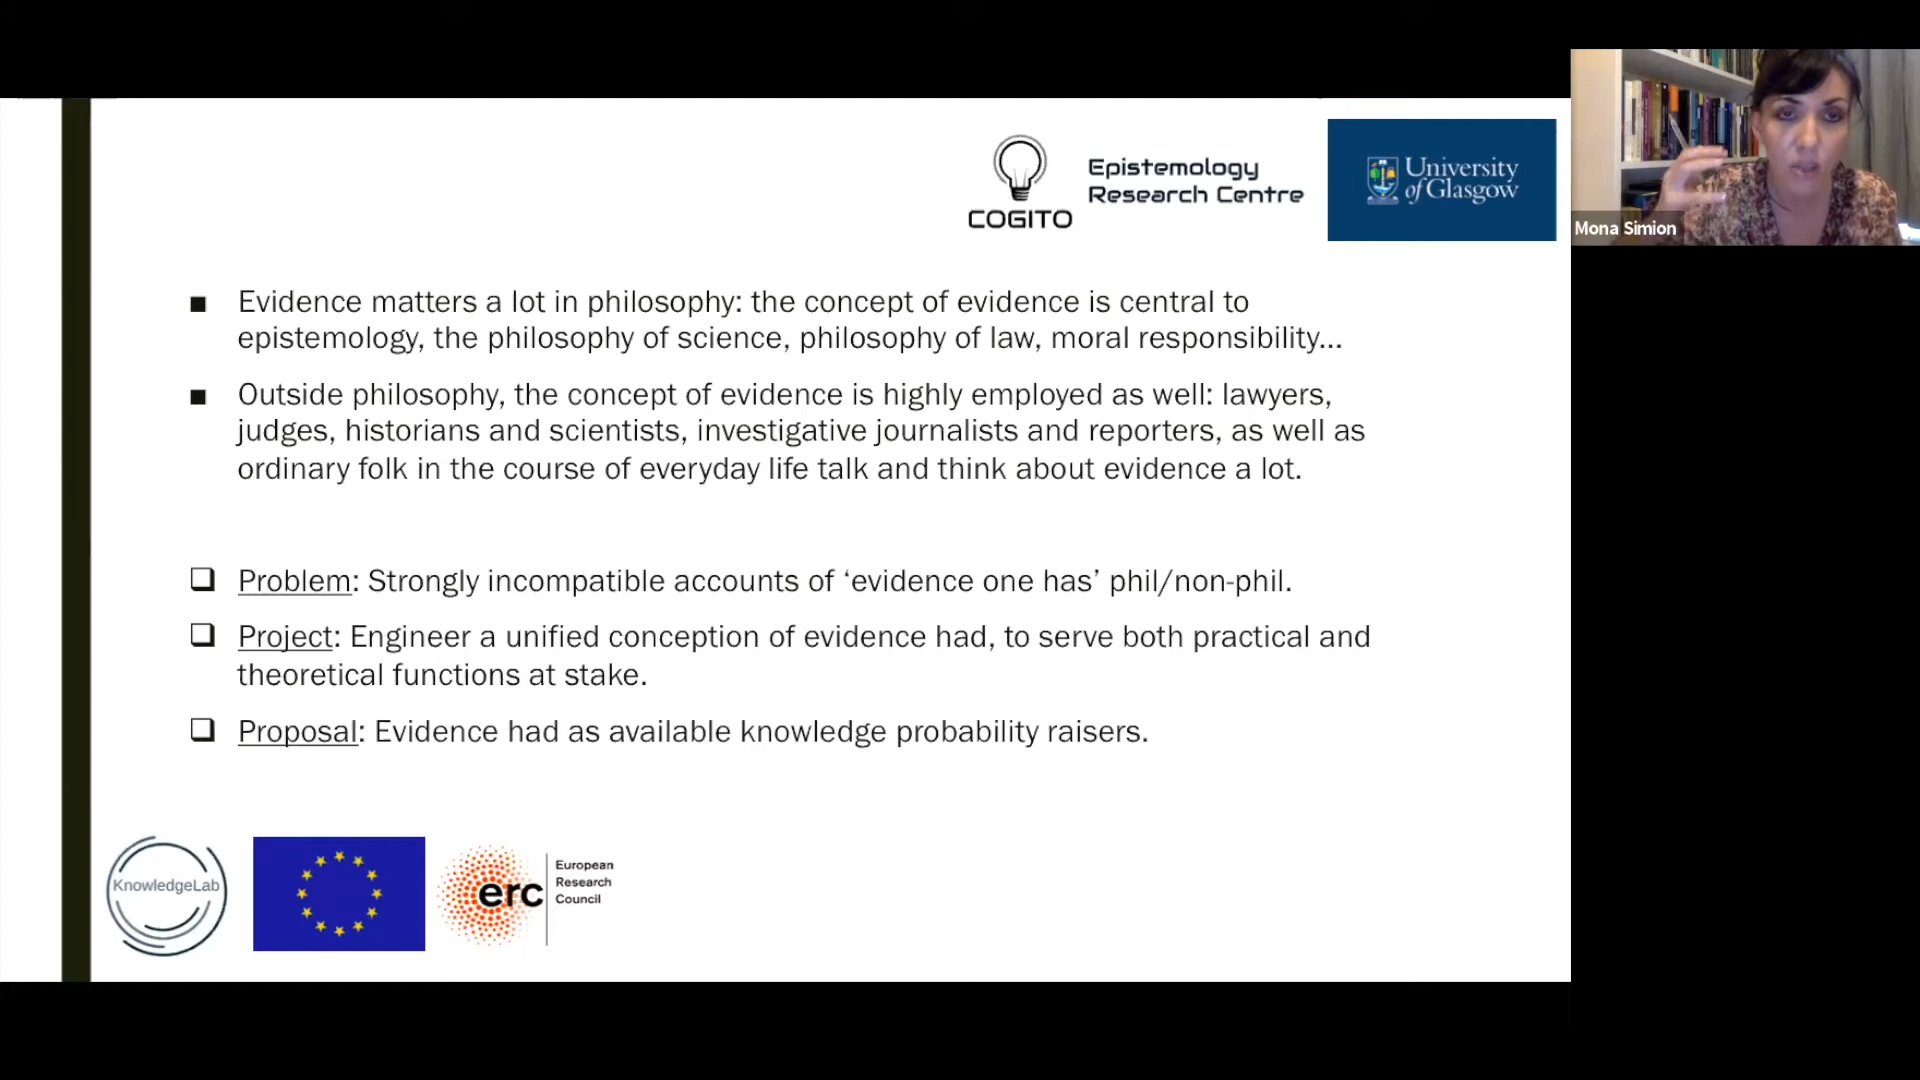 COGITO
Epistemology
Research Centre
University
of Glasgow
Mona Simion
■ Evidence matters a lot in philosophy: the concept of evidence is central to
epistemology, the philosophy of science, philosophy of law, moral responsibility...
■ Outside philosophy, the concept of evidence is highly employed as well: lawyers,
judges, historians and scientists, investigative journalists and reporters, as well as
ordinary folk in the course of everyday life talk and think about evidence a lot.
❑ Problem: Strongly incompatible accounts of ‘evidence one has’ phil/non-phil.
❑ Project: Engineer a unified conception of evidence had, to serve both practical and
theoretical functions at stake.
❑ Proposal: Evidence had as available knowledge probability raisers.
KnowledgeLab
erc
European
Research
Council